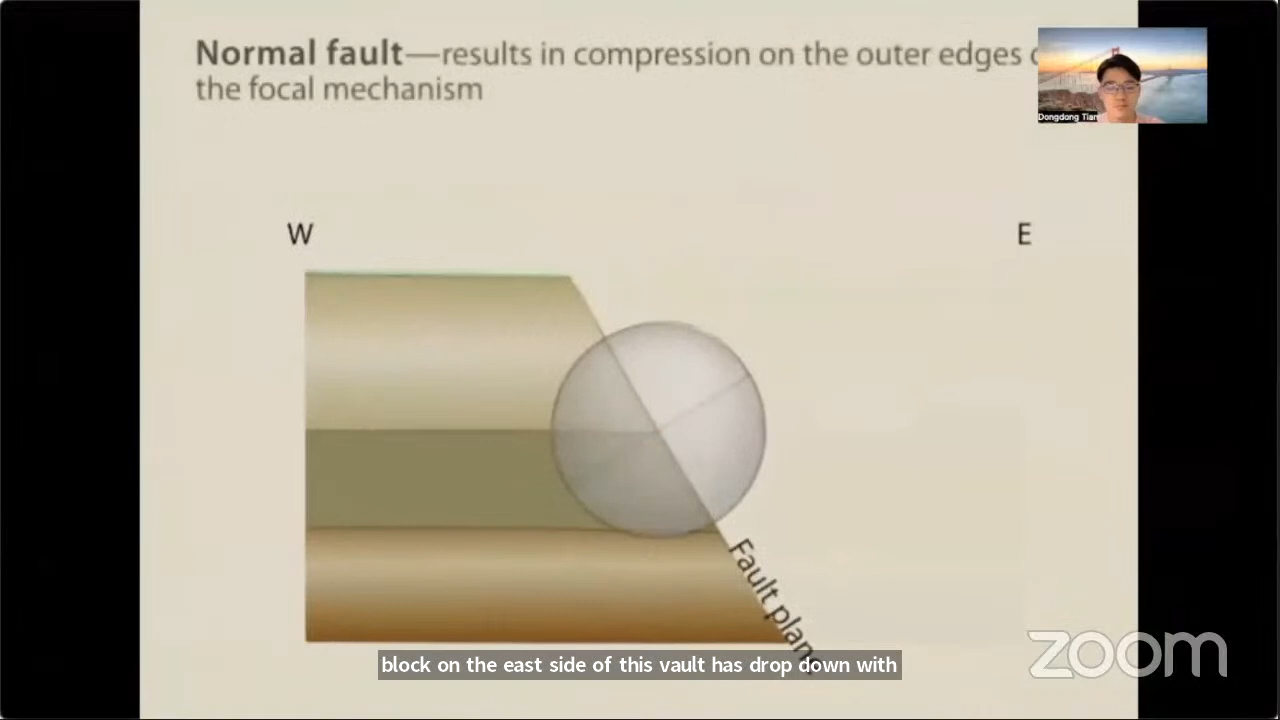 Normal fault—results in compression on the outer edges
the focal mechanism
Dongdong Tian
W
E
Fault plane
block on the east side of this vault has drop down with
zoom